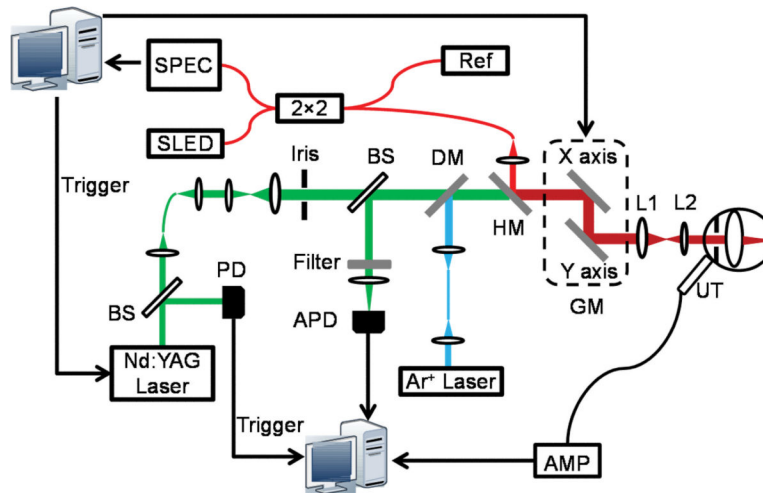 SPEC
Ref
2×2
SLED
Iris
BS
DM
X axis
Trigger
L1
L2
HM
Filter
PD
Y axis
UT
BS
GM
APD
Nd:YAG
Laser
Ar⁺ Laser
Trigger
AMP